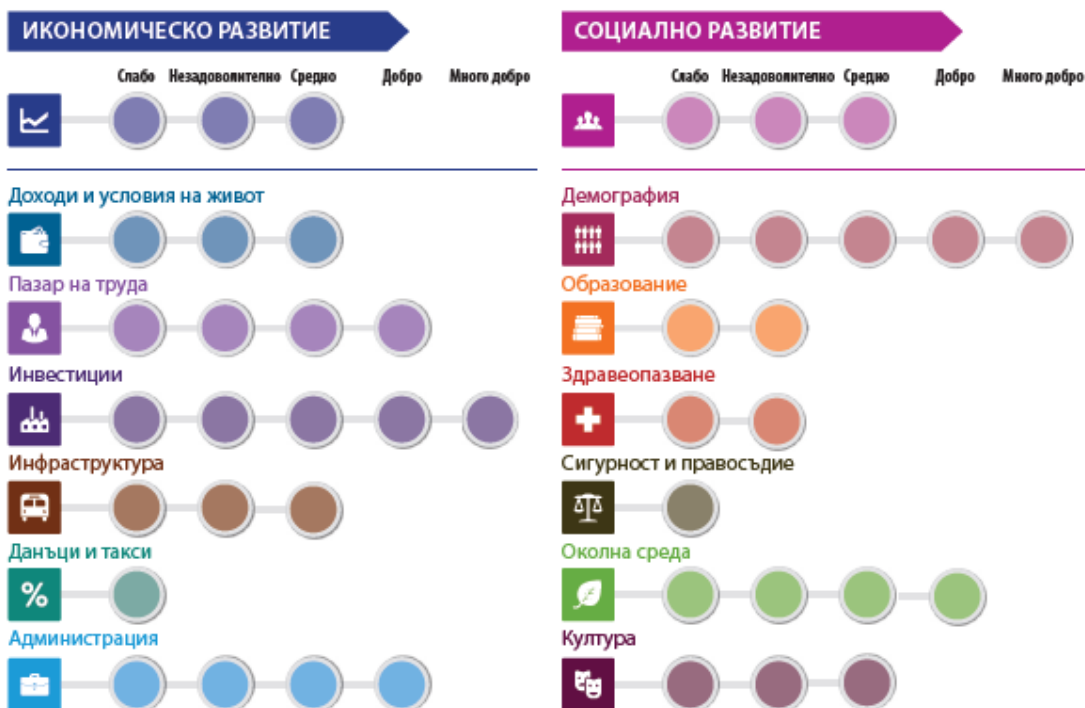 ИКОНОМИЧЕСКО РАЗВИТИЕ
Слабо Незадоволително Средно Добро Много добро
Доходи и условия на живот
Пазар на труда
Инвестиции
Инфраструктура
Данъци и такси
%
Администрация
СОЦИАЛНО РАЗВИТИЕ
Слабо Незадоволително Средно Добро Много добро
Демография
Образование
Здравеопазване
Сигурност и правосъдие
Околна среда
Култура